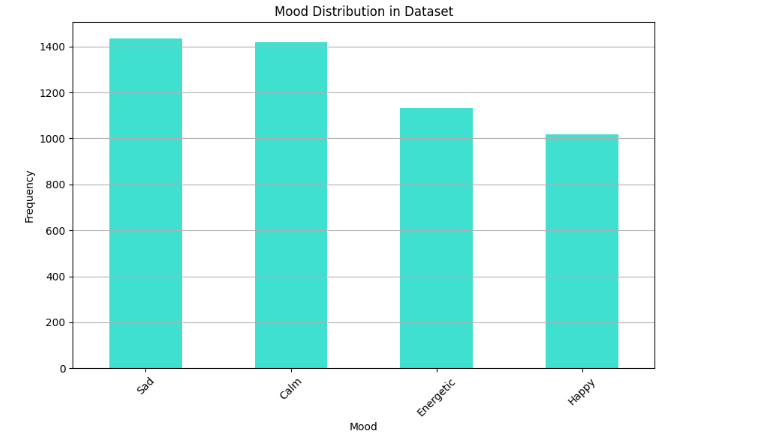 Mood Distribution in Dataset
1400
1200
1000
800
600
400
200
0
Frequency
Sad
Calm
Energetic
Happy
Mood